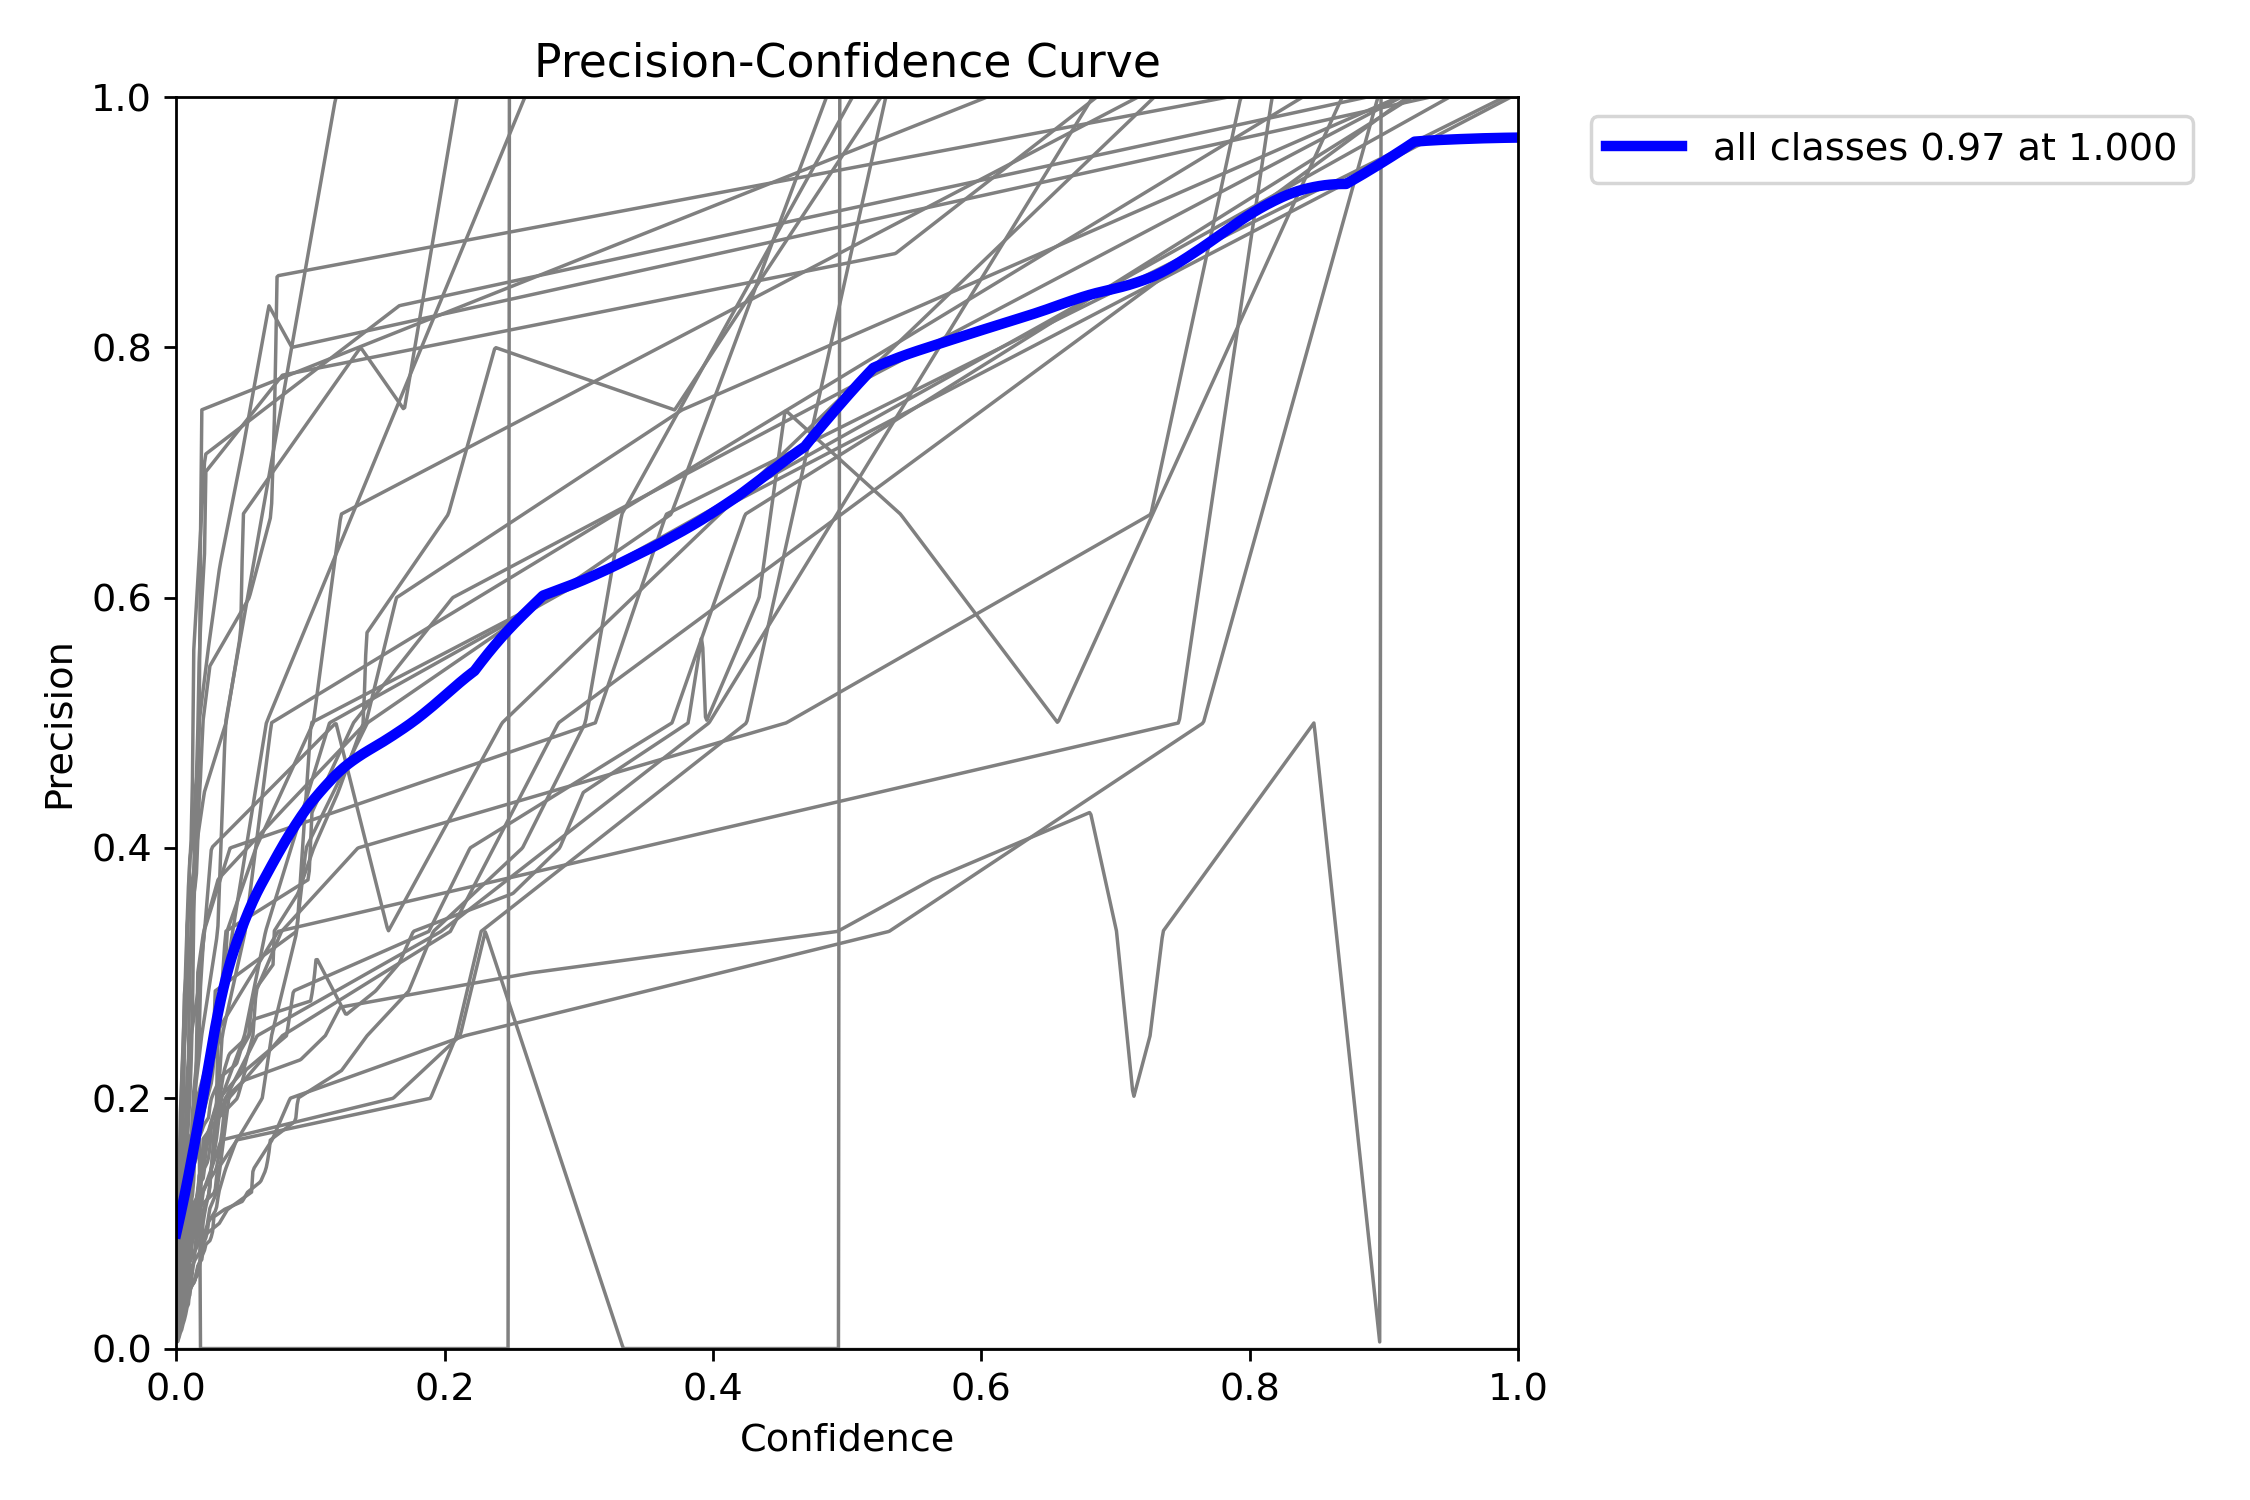 Precision-Confidence Curve
all classes 0.97 at 1.000
1.0
0.8
0.6
0.4
0.2
0.0
Precision
0.0 0.2 0.4 0.6 0.8 1.0
Confidence